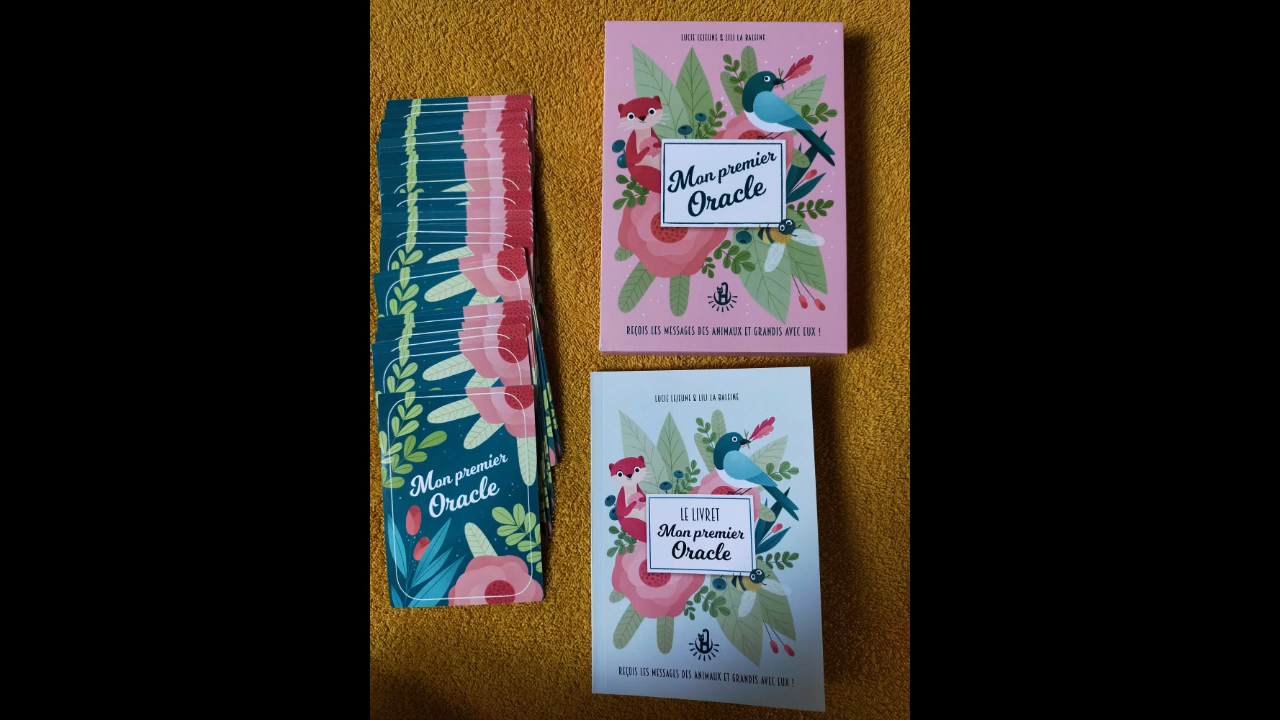 Mon premier
Oracle
LUCIE LEJEUNE & LILI LA BALEINE
Mon premier
Oracle
REÇOIS LES MESSAGES DES ANIMAUX ET GRANDIS AVEC EUX !
LUCIE LEJEUNE & LILI LA BALEINE
LE LIVRET
Mon premier
Oracle
REÇOIS LES MESSAGES DES ANIMAUX ET GRANDIS AVEC EUX !